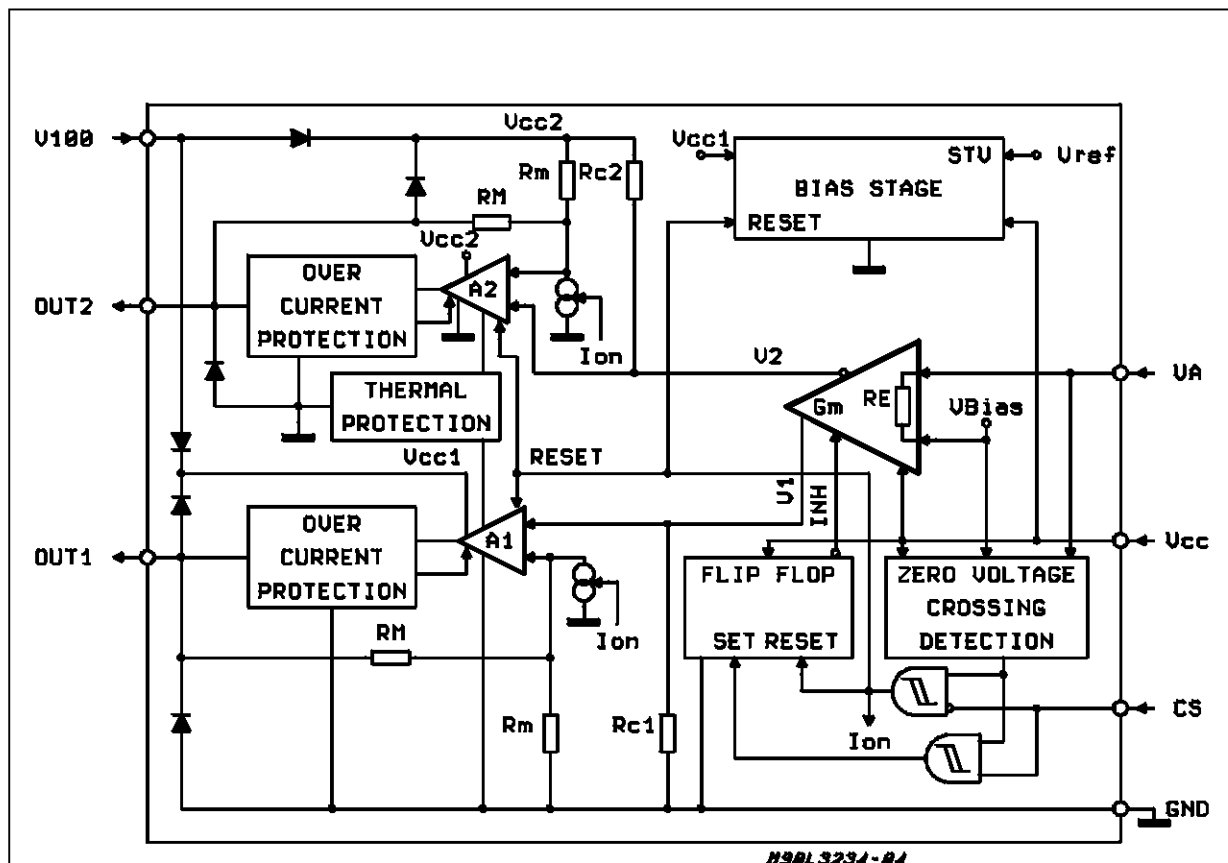 V100
Vcc2
Rm
Rc2
Vcc1
STV
Vref
BIAS STAGE
RESET
RM
Vcc2
OVER
CURRENT
PROTECTION
A2
OUT2
Ion
V2
VA
THERMAL
PROTECTION
Gm
RE
VBias
Vcc1
RESET
V1
INH
OVER
CURRENT
PROTECTION
A1
OUT1
Vcc
FLIP FLOP
SET RESET
ZERO VOLTAGE
CROSSING
DETECTION
RM
Ion
Rm
Rc1
Ion
CS
GND
M90L3234-04